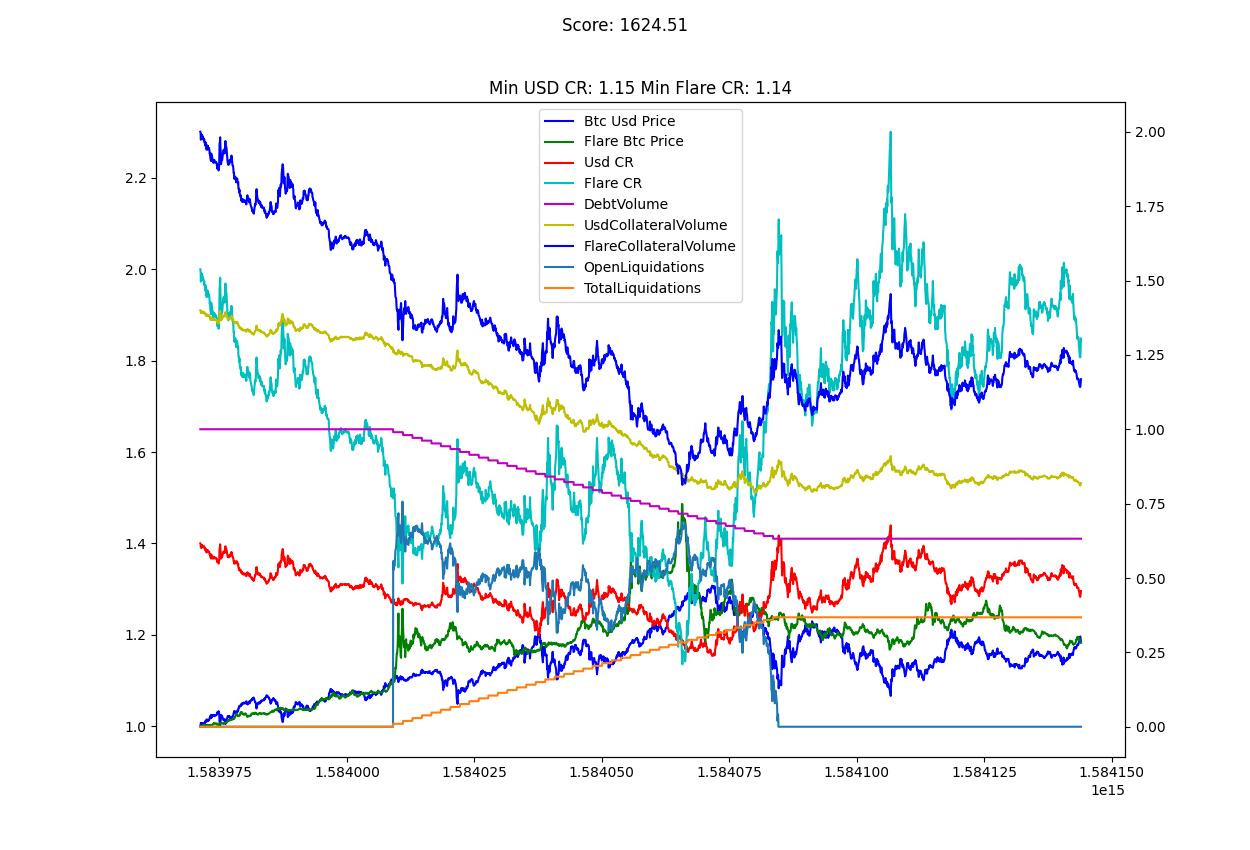 Score: 1624.51
Min USD CR: 1.15 Min Flare CR: 1.14
Btc Usd Price
Flare Btc Price
Usd CR
Flare CR
DebtVolume
UsdCollateralVolume
FlareCollateralVolume
OpenLiquidations
TotalLiquidations
2.2
2.0
1.8
1.6
1.4
1.2
1.0
2.00
1.75
1.50
1.25
1.00
0.75
0.50
0.25
0.00
1.583975 1.584000 1.584025 1.584050 1.584075 1.584100 1.584125 1.584150
1e15